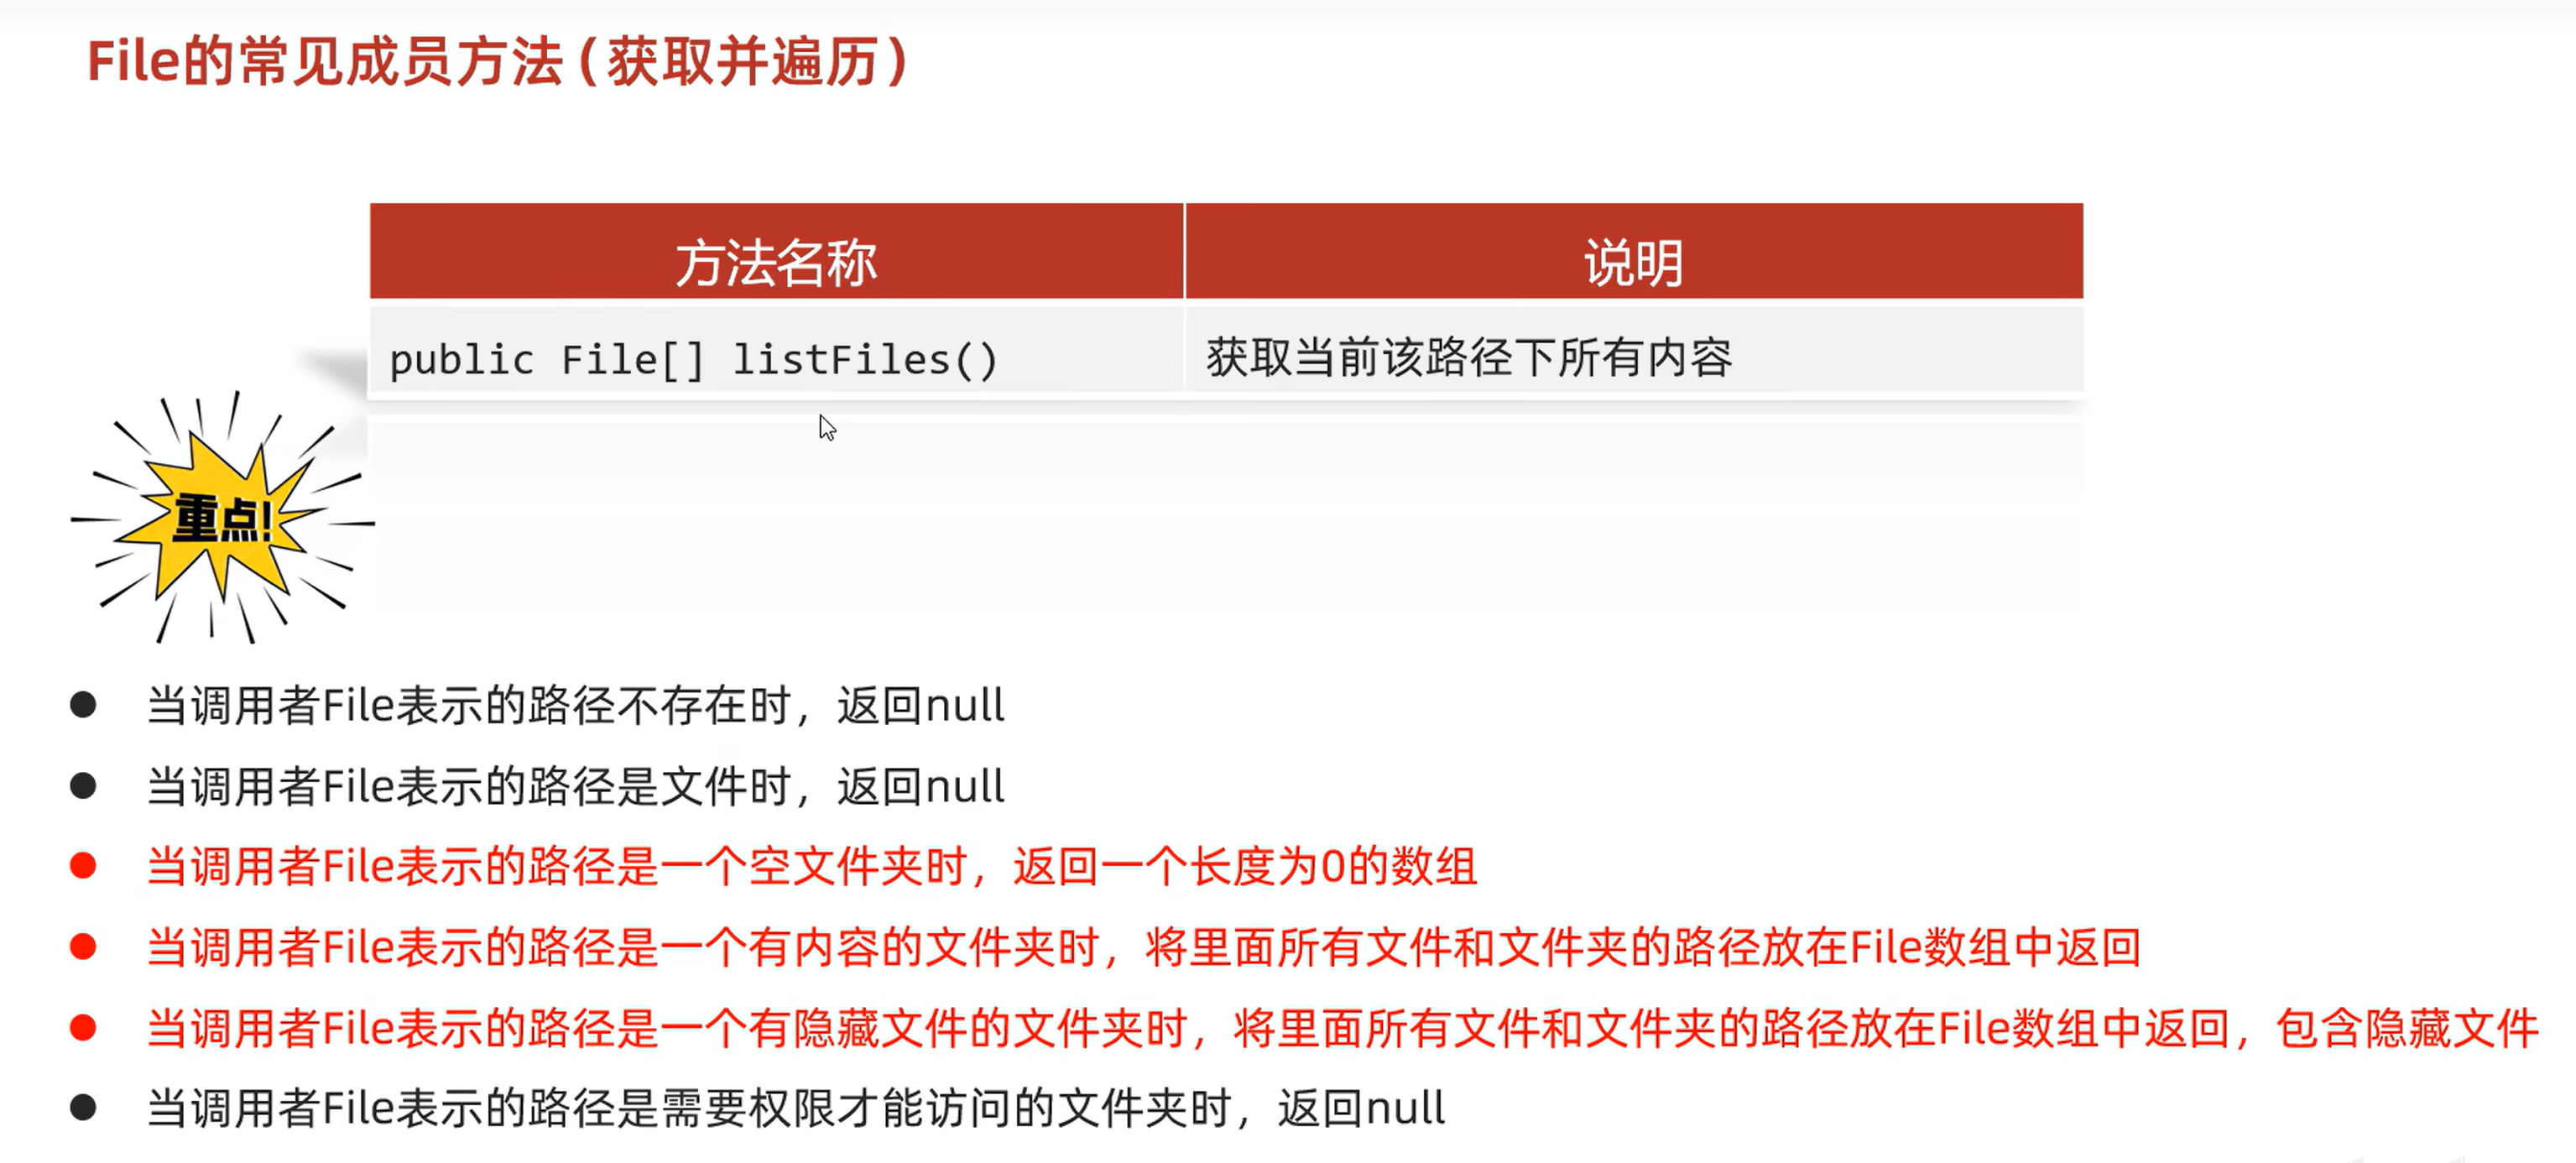 File的常见成员方法(获取并遍历)
方法名称 说明
public File[] listFiles() 获取当前该路径下所有内容
重点!
当调用者File表示的路径不存在时，返回null
当调用者File表示的路径是文件时，返回null
当调用者File表示的路径是一个空文件夹时，返回一个长度为0的数组
当调用者File表示的路径是一个有内容的文件夹时，将里面所有文件和文件夹的路径放在File数组中返回
当调用者File表示的路径是一个有隐藏文件的文件夹时，将里面所有文件和文件夹的路径放在File数组中返回，包含隐藏文件
当调用者File表示的路径是需要权限才能访问的文件夹时，返回null